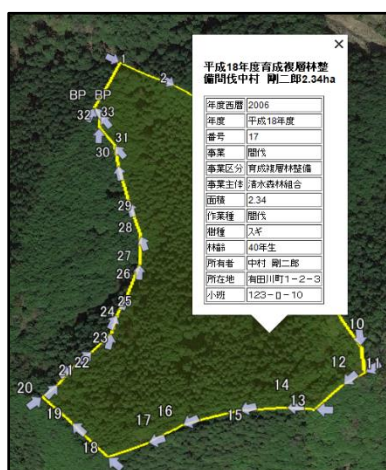 平成18年度育成複層林整
備間伐中村 剛二郎2.34ha
年度西暦 2006
年度 平成18年度
番号 17
事業 間伐
事業区分 育成複層林整備
事業主体 清水森林組合
面積 2.34
作業種 間伐
樹種 スギ
林齢 40年生
所有者 中村 剛二郎
所在地 有田川町1-2-3
小班 123-ロ-10
1
2
BP BP
32 33
31
30
29
28
27
26
25
24
23
22
21
20
19
18
17
16
15
14
13
12
11
10